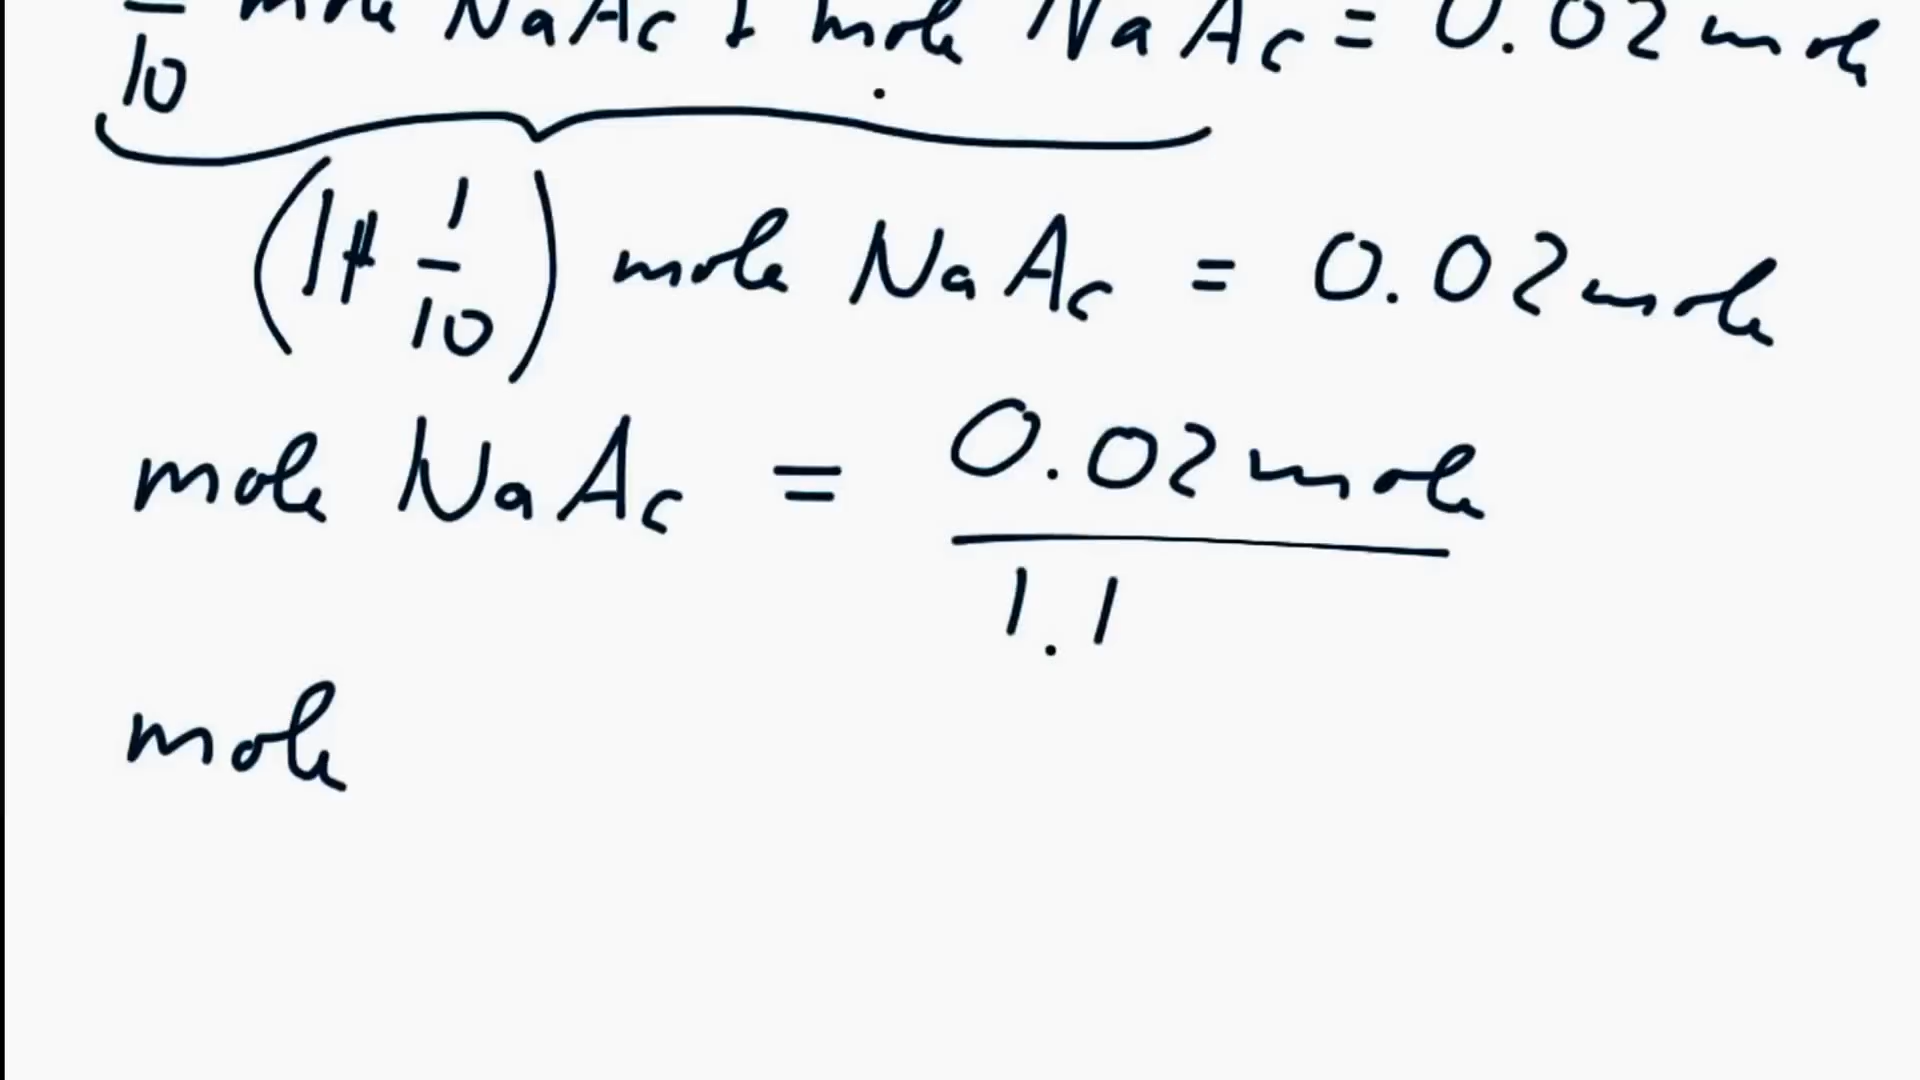 10 mole NaAc + mole NaAc = 0.02 mole
(1 + 1/10) mole NaAc = 0.02 mole
mole NaAc = 0.02 mole / 1.1
mole